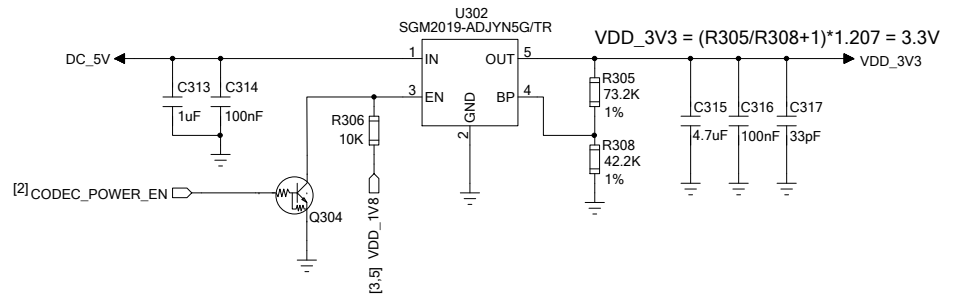 U302
SGM2019-ADJYN5G/TR
VDD_3V3 = (R305/R308+1)*1.207 = 3.3V
DC_5V
1
IN
OUT
5
VDD_3V3
C313
1uF
C314
100nF
3
EN
BP
4
GND
2
R305
73.2K
1%
R306
10K
R308
42.2K
1%
C315
4.7uF
C316
100nF
C317
33pF
[2]
CODEC_POWER_EN
Q304
[3,5] VDD_1V8